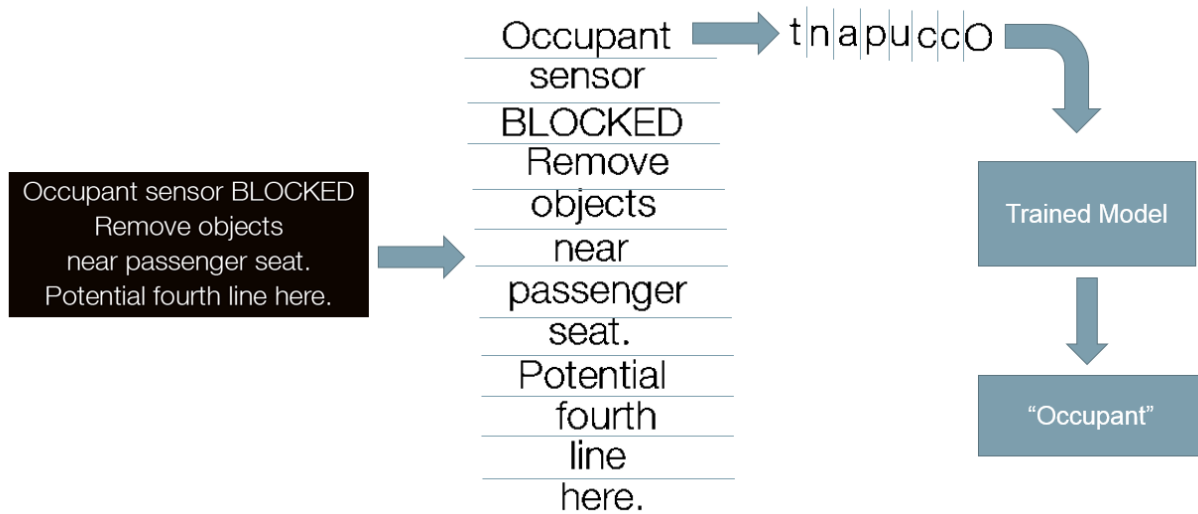 Occupant sensor BLOCKED
Remove objects
near passenger seat.
Potential fourth line here.
Occupant
sensor
BLOCKED
Remove
objects
near
passenger
seat.
Potential
fourth
line
here.
tnapuccO
Trained Model
“Occupant”